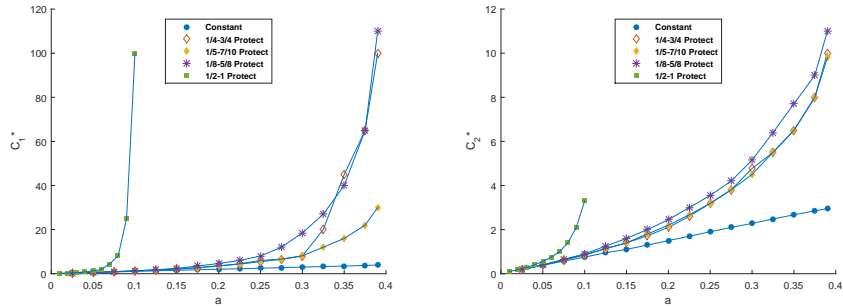 120
100
80
60
40
20
0
C1*
0 0.05 0.1 0.15 0.2 0.25 0.3 0.35 0.4
a
Constant
1/4-3/4 Protect
1/5-7/10 Protect
1/8-5/8 Protect
1/2-1 Protect
12
10
8
6
4
2
0
C2*
0 0.05 0.1 0.15 0.2 0.25 0.3 0.35 0.4
a
Constant
1/4-3/4 Protect
1/5-7/10 Protect
1/8-5/8 Protect
1/2-1 Protect